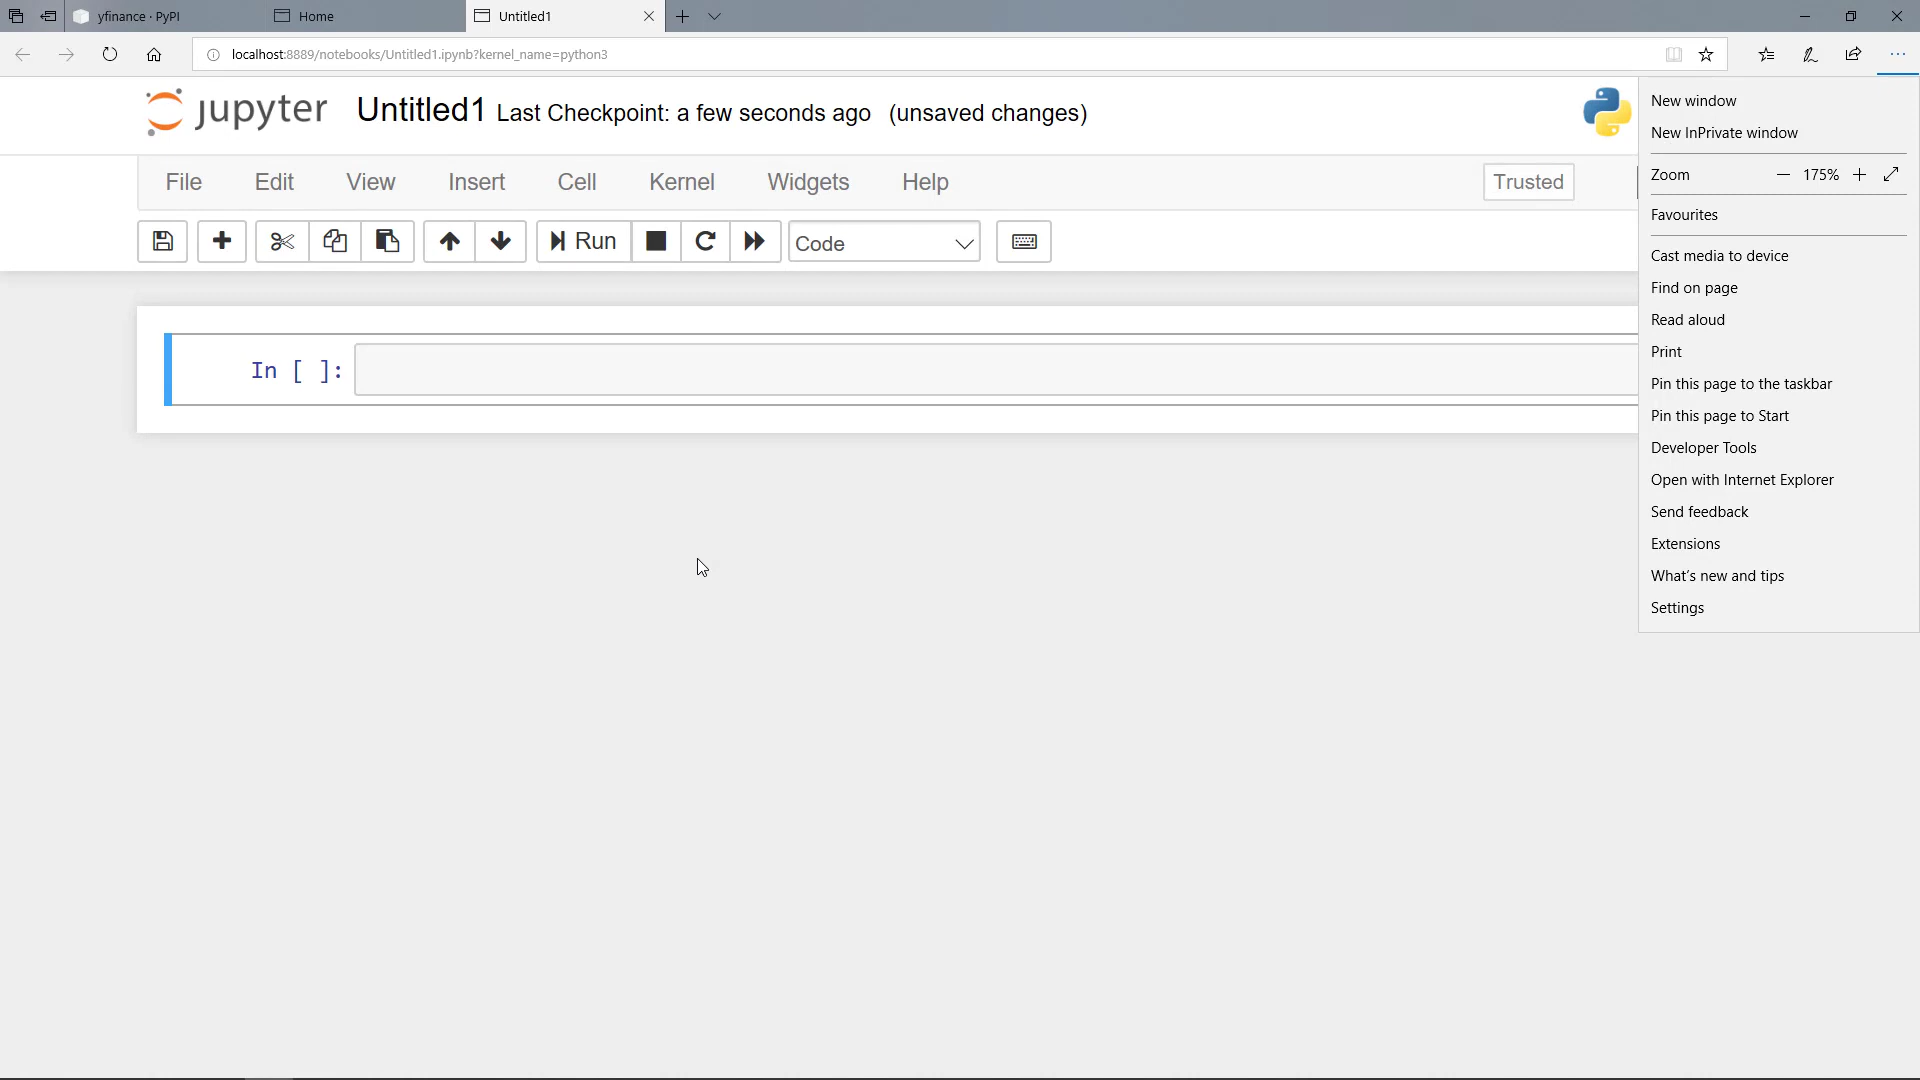 yfinance · PyPI
Home
Untitled1
localhost:8889/notebooks/Untitled1.ipynb?kernel_name=python3
jupyter Untitled1 Last Checkpoint: a few seconds ago (unsaved changes)
File Edit View Insert Cell Kernel Widgets Help Trusted
Run Code
In [ ]:
New window
New InPrivate window
Zoom 175%
Favourites
Cast media to device
Find on page
Read aloud
Print
Pin this page to the taskbar
Pin this page to Start
Developer Tools
Open with Internet Explorer
Send feedback
Extensions
What's new and tips
Settings